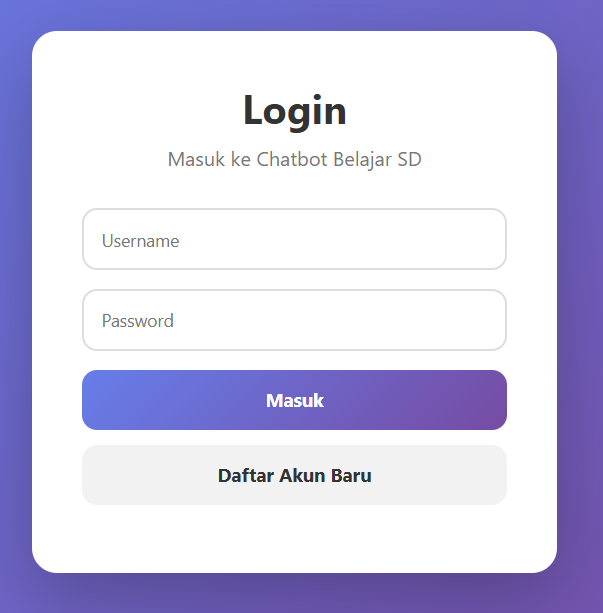 Login
Masuk ke Chatbot Belajar SD
Username
Password
Masuk
Daftar Akun Baru